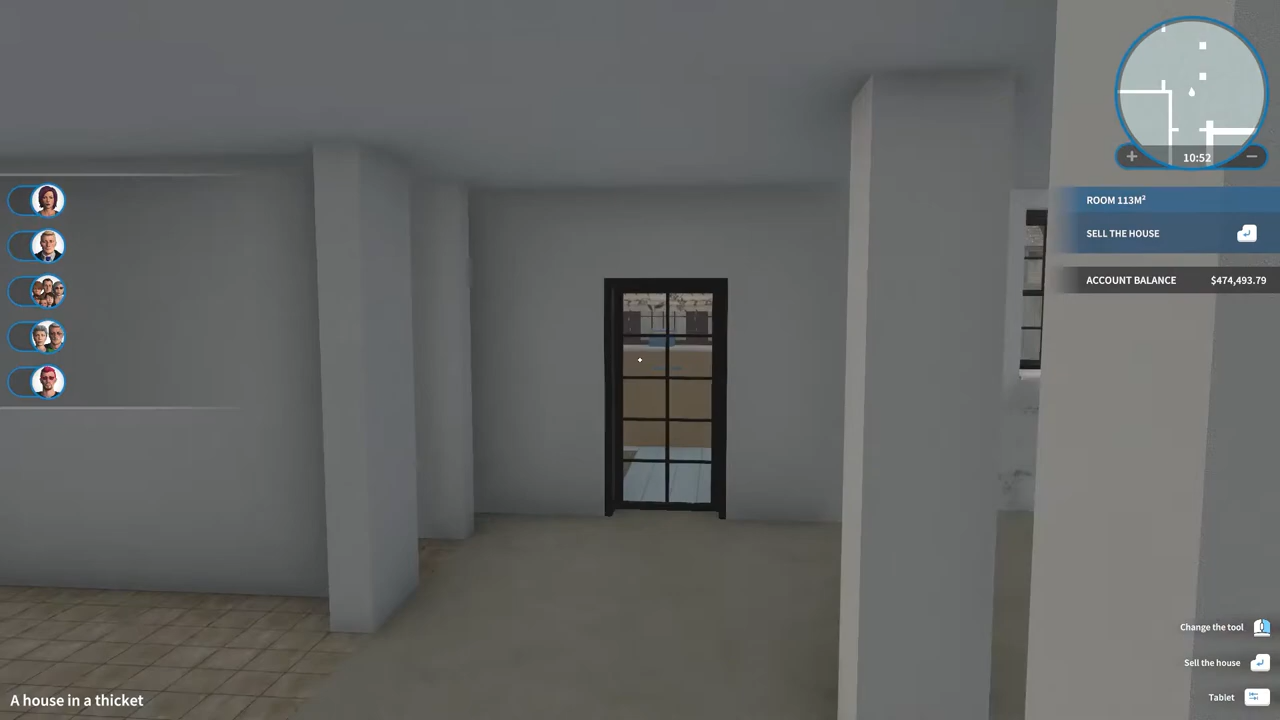 10:52
ROOM 113M²
SELL THE HOUSE
ACCOUNT BALANCE $474,493.79
Change the tool
Sell the house
Tablet
A house in a thicket